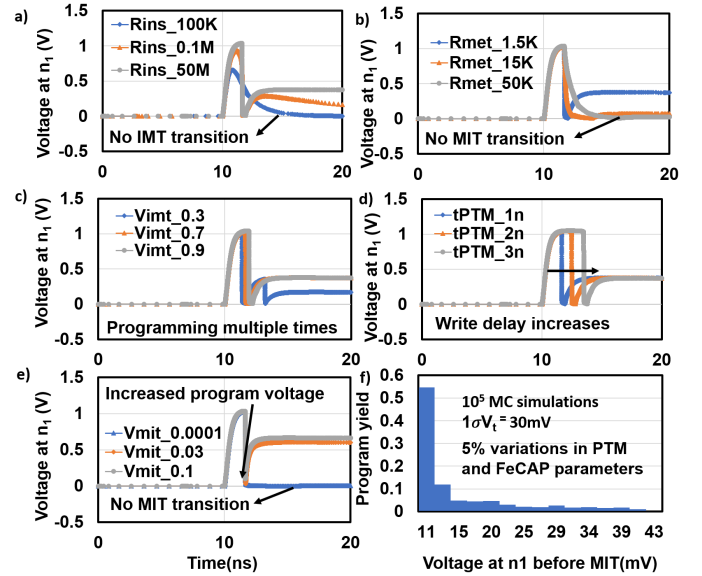 a)
Voltage at n1 (V)
1.5
1
0.5
0
-0.5
Rins_100K
Rins_0.1M
Rins_50M
No IMT transition
0
10
20
b)
Voltage at n1 (V)
1.5
1
0.5
0
-0.5
Rmet_1.5K
Rmet_15K
Rmet_50K
No MIT transition
0
10
20
c)
Voltage at n1 (V)
1.5
1
0.5
0
-0.5
Vimt_0.3
Vimt_0.7
Vimt_0.9
Programming multiple times
0
10
20
d)
Voltage at n1 (V)
1.5
1
0.5
0
-0.5
tPTM_1n
tPTM_2n
tPTM_3n
Write delay increases
0
10
20
e)
Voltage at n1 (V)
1.5
1
0.5
0
-0.5
Increased program voltage
Vmit_0.0001
Vmit_0.03
Vmit_0.1
No MIT transition
0
10
20
Time(ns)
f)
Program yield
0.6
0.5
0.4
0.3
0.2
0.1
0
10⁵ MC simulations
1σVt = 30mV
5% variations in PTM
and FeCAP parameters
11 15 20 25 29 34 39 43
Voltage at n1 before MIT(mV)